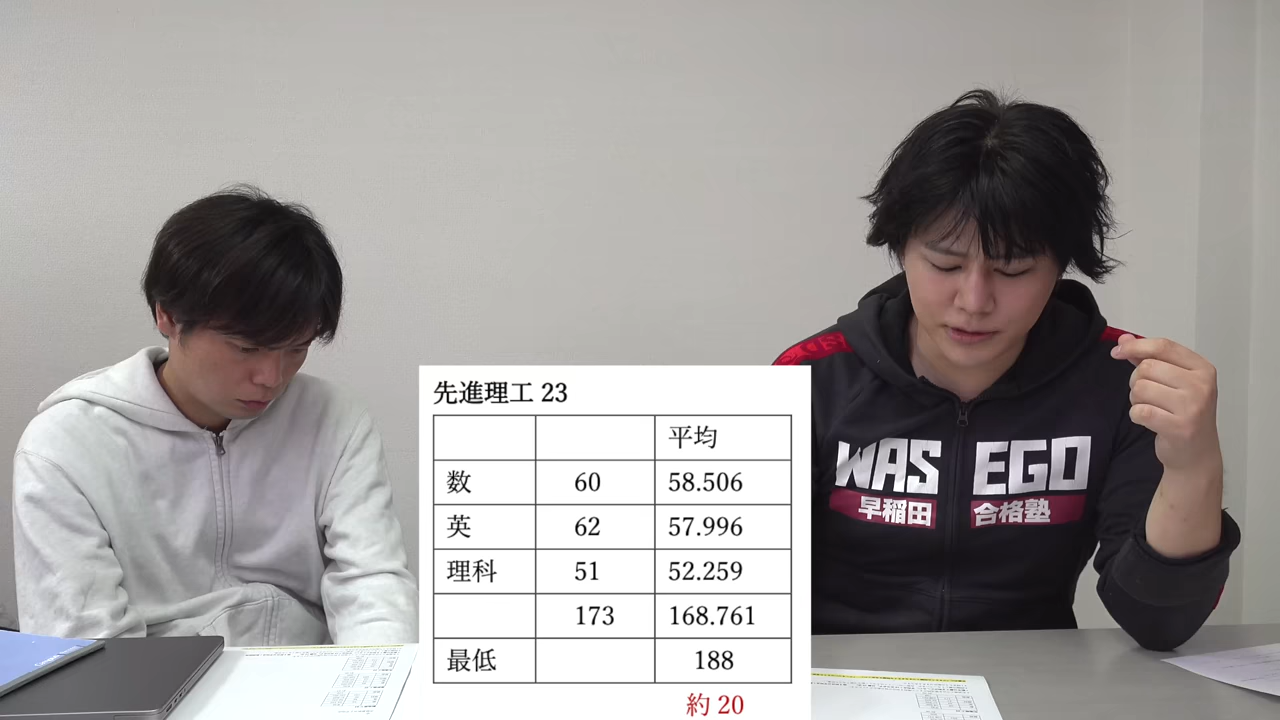 先進理工 23
平均
数 60 58.506
英 62 57.996
理科 51 52.259
173 168.761
最低 188
約 20
WAS EGO
早稲田 合格塾